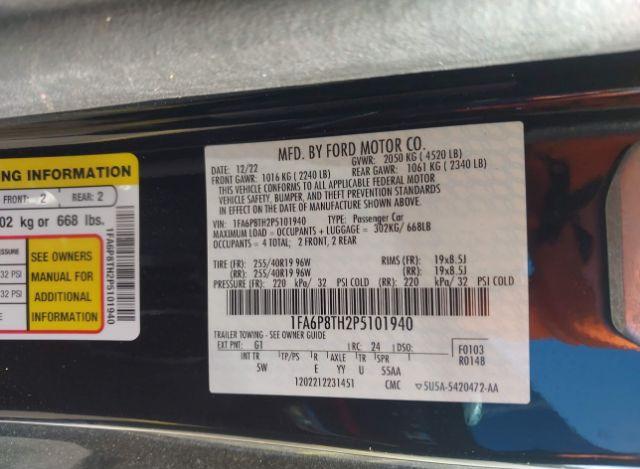 NG INFORMATION
FRONT: 2 REAR: 2
02 kg or 668 lbs.
32 PSI
32 PSI
SEE OWNERS
MANUAL FOR
ADDITIONAL
INFORMATION
1FA6P8TH2P5101940
MFD. BY FORD MOTOR CO.
DATE: 12/22 GVWR: 2050 KG ( 4520 LB)
FRONT GAWR: 1016 KG ( 2240 LB) REAR GAWR: 1061 KG ( 2340 LB)
THIS VEHICLE CONFORMS TO ALL APPLICABLE FEDERAL MOTOR
VEHICLE SAFETY, BUMPER, AND THEFT PREVENTION STANDARDS
IN EFFECT ON THE DATE OF MANUFACTURE SHOWN ABOVE.
VIN: 1FA6P8TH2P5101940 TYPE: Passenger Car
MAXIMUM LOAD = OCCUPANTS + LUGGAGE = 302KG/ 668LB
OCCUPANTS = 4 TOTAL; 2 FRONT, 2 REAR
TIRE (FR): 255/40R19 96W RIMS (FR): 19x8.5J
(RR): 255/40R19 96W (RR): 19x8.5J
PRESSURE (FR): 220 kPa/ 32 PSI COLD (RR): 220 kPa/ 32 PSI COLD
1FA6P8TH2P5101940
TRAILER TOWING - SEE OWNER GUIDE
EXT PNT: G1 RC: 24 DSO: F0103
INT TR TP/PS R AXLE TR SPR R014B
5W E YY U 55AA
1202212231451 CMC 5U5A-5420472-AA